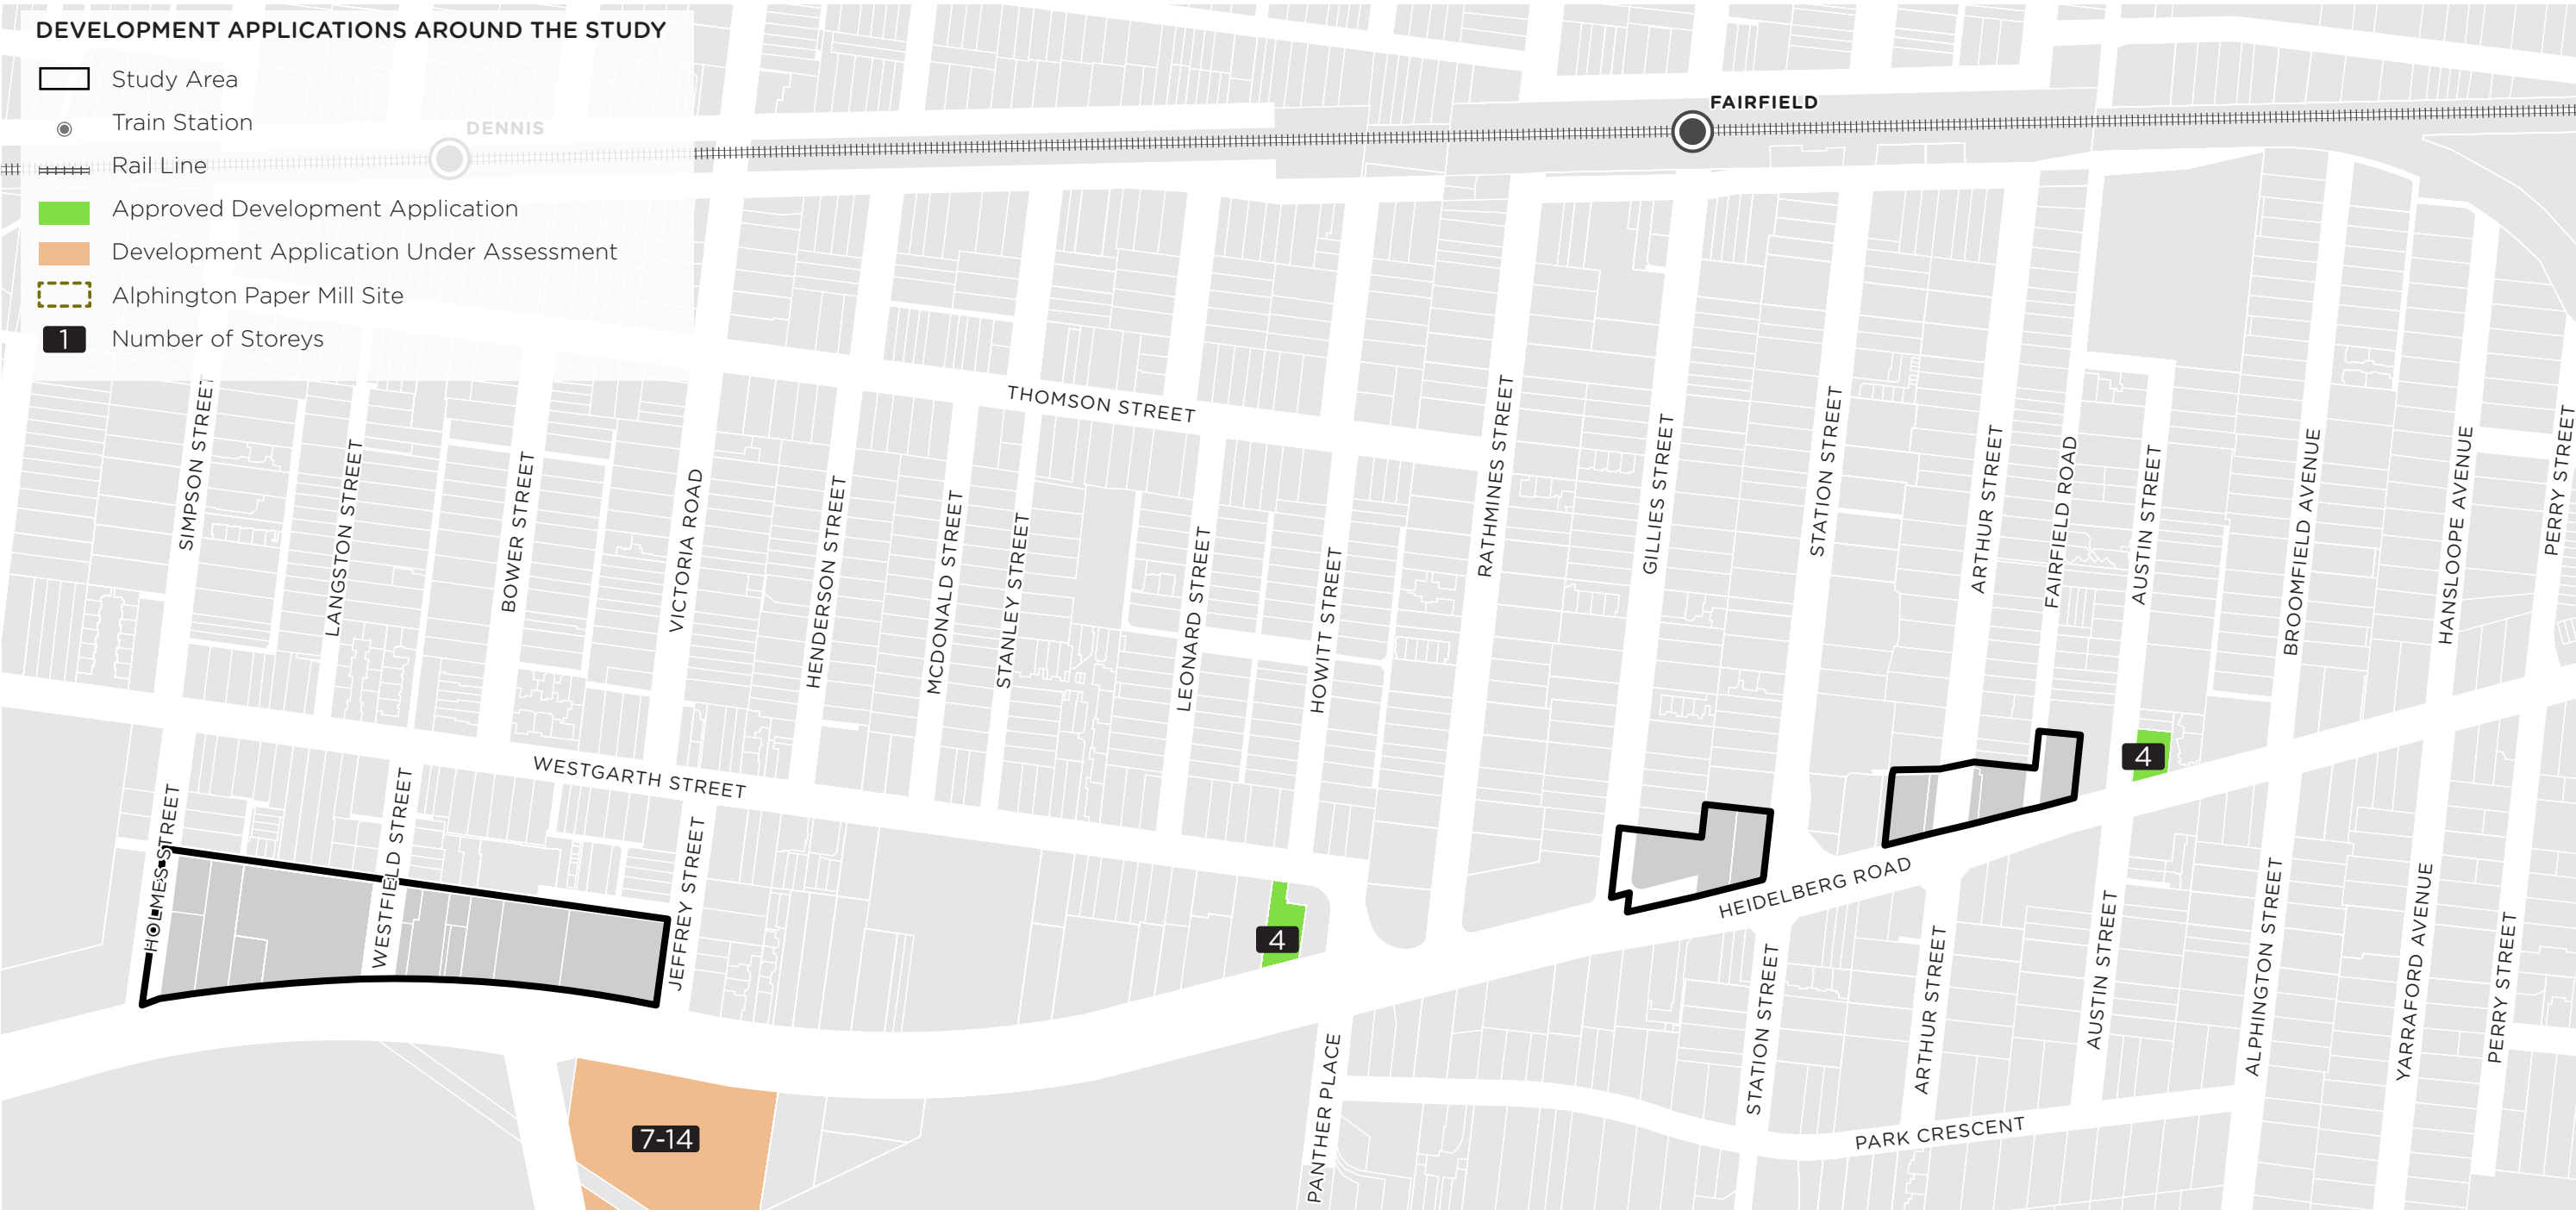 DEVELOPMENT APPLICATIONS AROUND THE STUDY
Study Area
Train Station
Rail Line
Approved Development Application
Development Application Under Assessment
Alphington Paper Mill Site
1 Number of Storeys
DENNIS
FAIRFIELD
THOMSON STREET
SIMPSON STREET
LANGSTON STREET
BOWER STREET
VICTORIA ROAD
HENDERSON STREET
MCDONALD STREET
STANLEY STREET
LEONARD STREET
HOWITT STREET
RATHMINES STREET
GILLIES STREET
STATION STREET
ARTHUR STREET
FAIRFIELD ROAD
AUSTIN STREET
BROOMFIELD AVENUE
HANSLOPE AVENUE
PERRY STREET
WESTGARTH STREET
HOLMES STREET
WESTFIELD STREET
JEFFREY STREET
4
4
HEIDELBERG ROAD
7-14
PANTHER PLACE
STATION STREET
ARTHUR STREET
AUSTIN STREET
ALPHINGTON STREET
YARRAFORD AVENUE
PERRY STREET
PARK CRESCENT